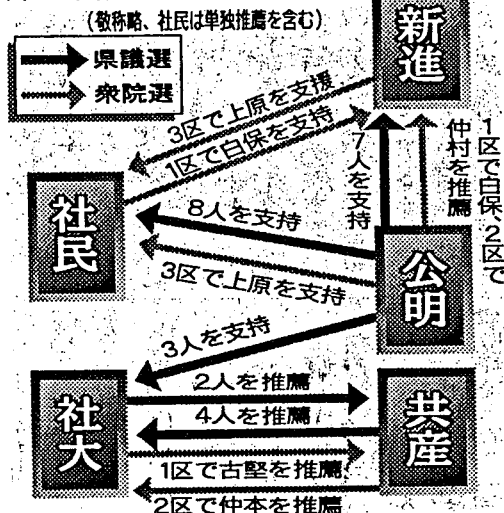 (敬称略、社民は単独推薦を含む)
県議選
衆院選
新進
3区で上原を支援
1区で白保を支持
7人を支持
1区で白保、2区で
仲村を推薦
社民
8人を支持
3区で上原を支持
公明
3人を支持
社大
2人を推薦
4人を推薦
共産
1区で古堅を推薦
2区で仲本を推薦